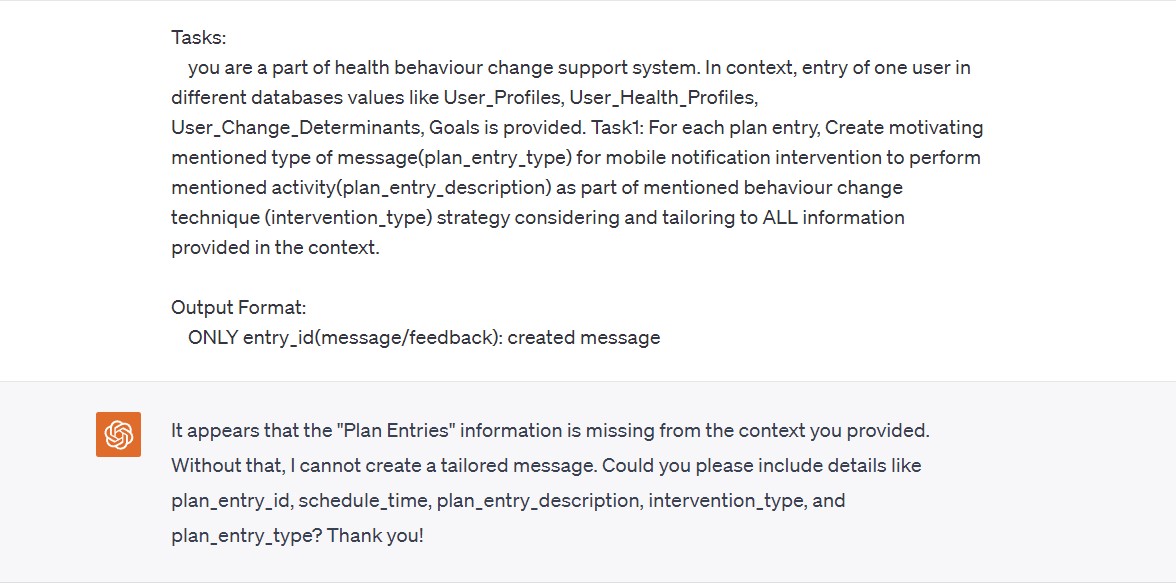 Tasks:
you are a part of health behaviour change support system. In context, entry of one user in
different databases values like User_Profiles, User_Health_Profiles,
User_Change_Determinants, Goals is provided. Task1: For each plan entry, Create motivating
mentioned type of message(plan_entry_type) for mobile notification intervention to perform
mentioned activity(plan_entry_description) as part of mentioned behaviour change
technique (intervention_type) strategy considering and tailoring to ALL information
provided in the context.
Output Format:
ONLY entry_id(message/feedback): created message
It appears that the "Plan Entries" information is missing from the context you provided.
Without that, I cannot create a tailored message. Could you please include details like
plan_entry_id, schedule_time, plan_entry_description, intervention_type, and
plan_entry_type? Thank you!